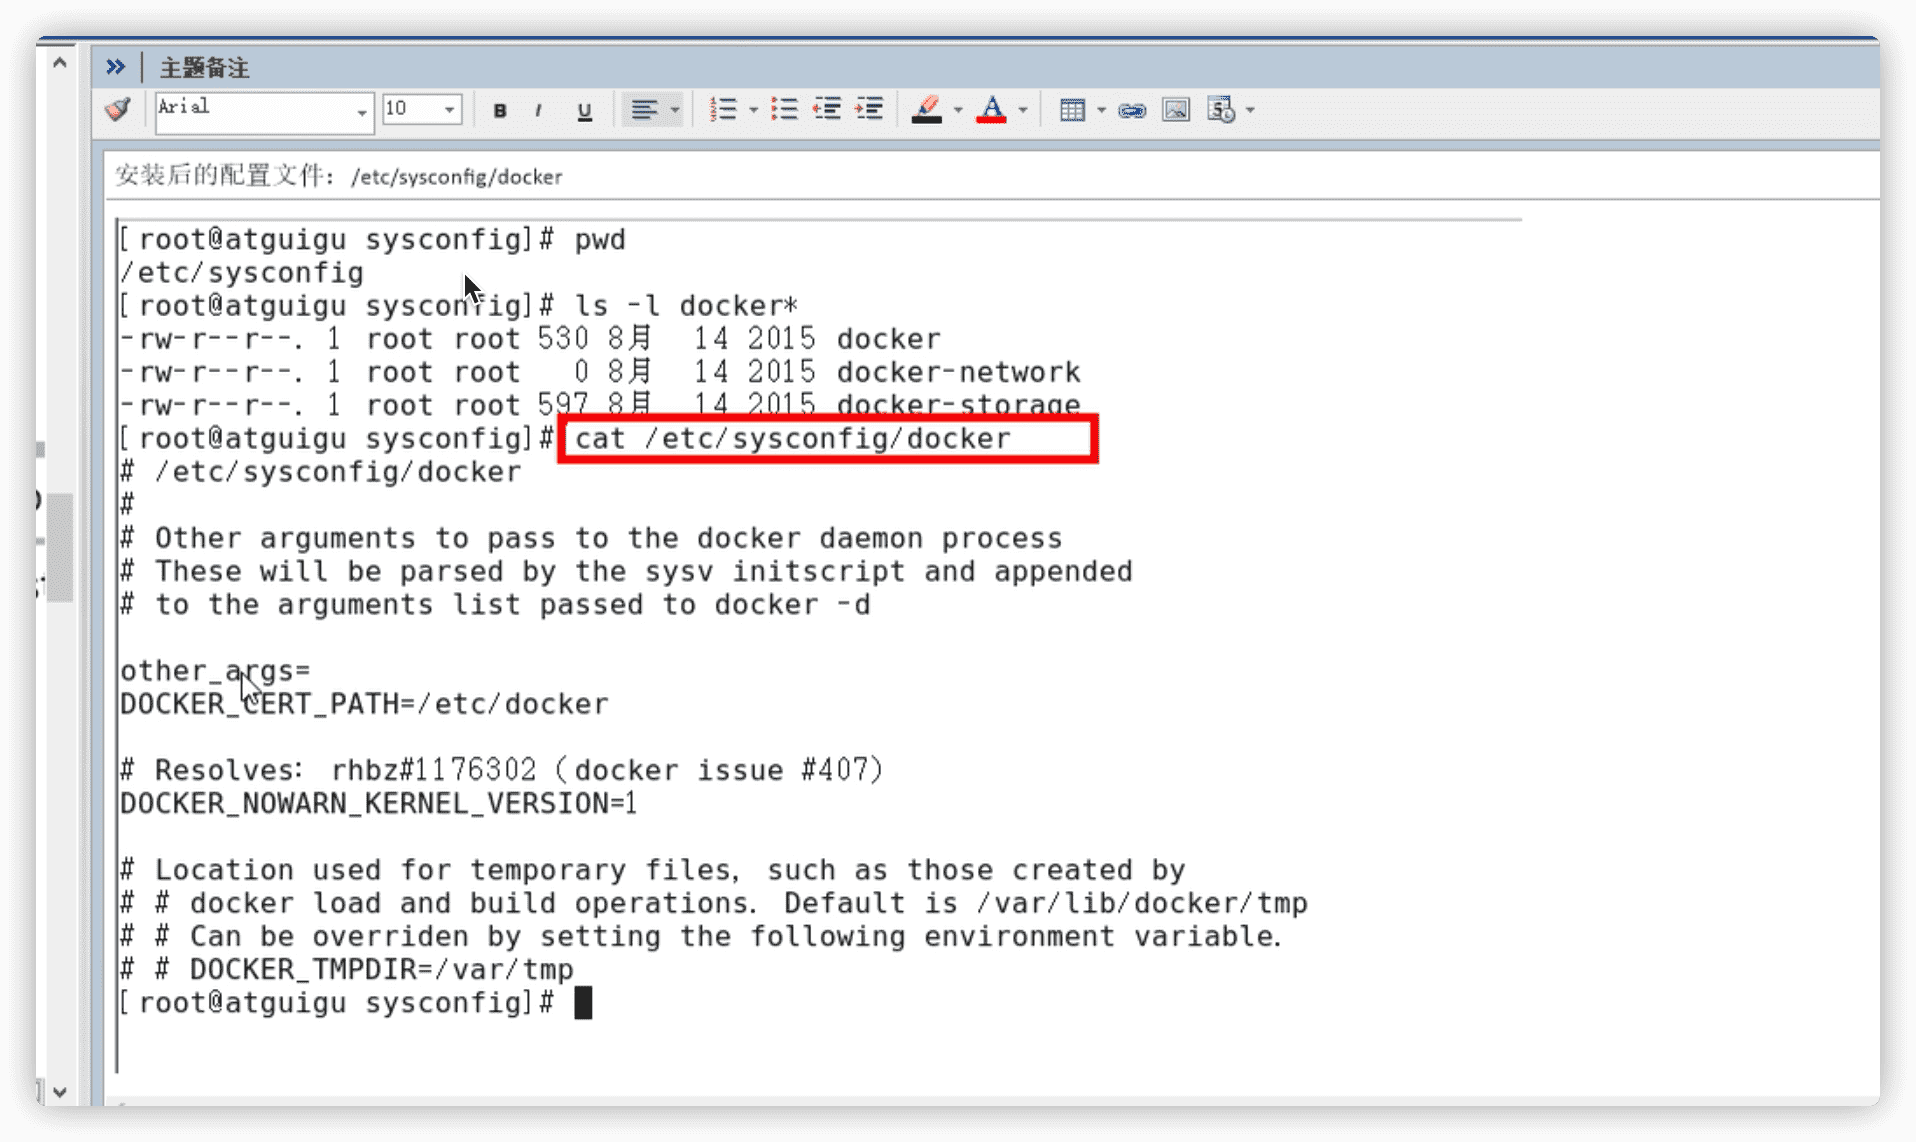 主题备注
Arial 10 B I U
安装后的配置文件：/etc/sysconfig/docker
[root@atguigu sysconfig]# pwd
/etc/sysconfig
[root@atguigu sysconfig]# ls -l docker*
-rw-r--r--. 1 root root 530 8月  14 2015 docker
-rw-r--r--. 1 root root   0 8月  14 2015 docker-network
-rw-r--r--. 1 root root 597 8月  14 2015 docker-storage
[root@atguigu sysconfig]# cat /etc/sysconfig/docker
# /etc/sysconfig/docker
#
# Other arguments to pass to the docker daemon process
# These will be parsed by the sysv initscript and appended
# to the arguments list passed to docker -d
other_args=
DOCKER_CERT_PATH=/etc/docker
# Resolves: rhbz#1176302 (docker issue #407)
DOCKER_NOWARN_KERNEL_VERSION=1
# Location used for temporary files, such as those created by
# # docker load and build operations. Default is /var/lib/docker/tmp
# # Can be overriden by setting the following environment variable.
# # DOCKER_TMPDIR=/var/tmp
[root@atguigu sysconfig]#